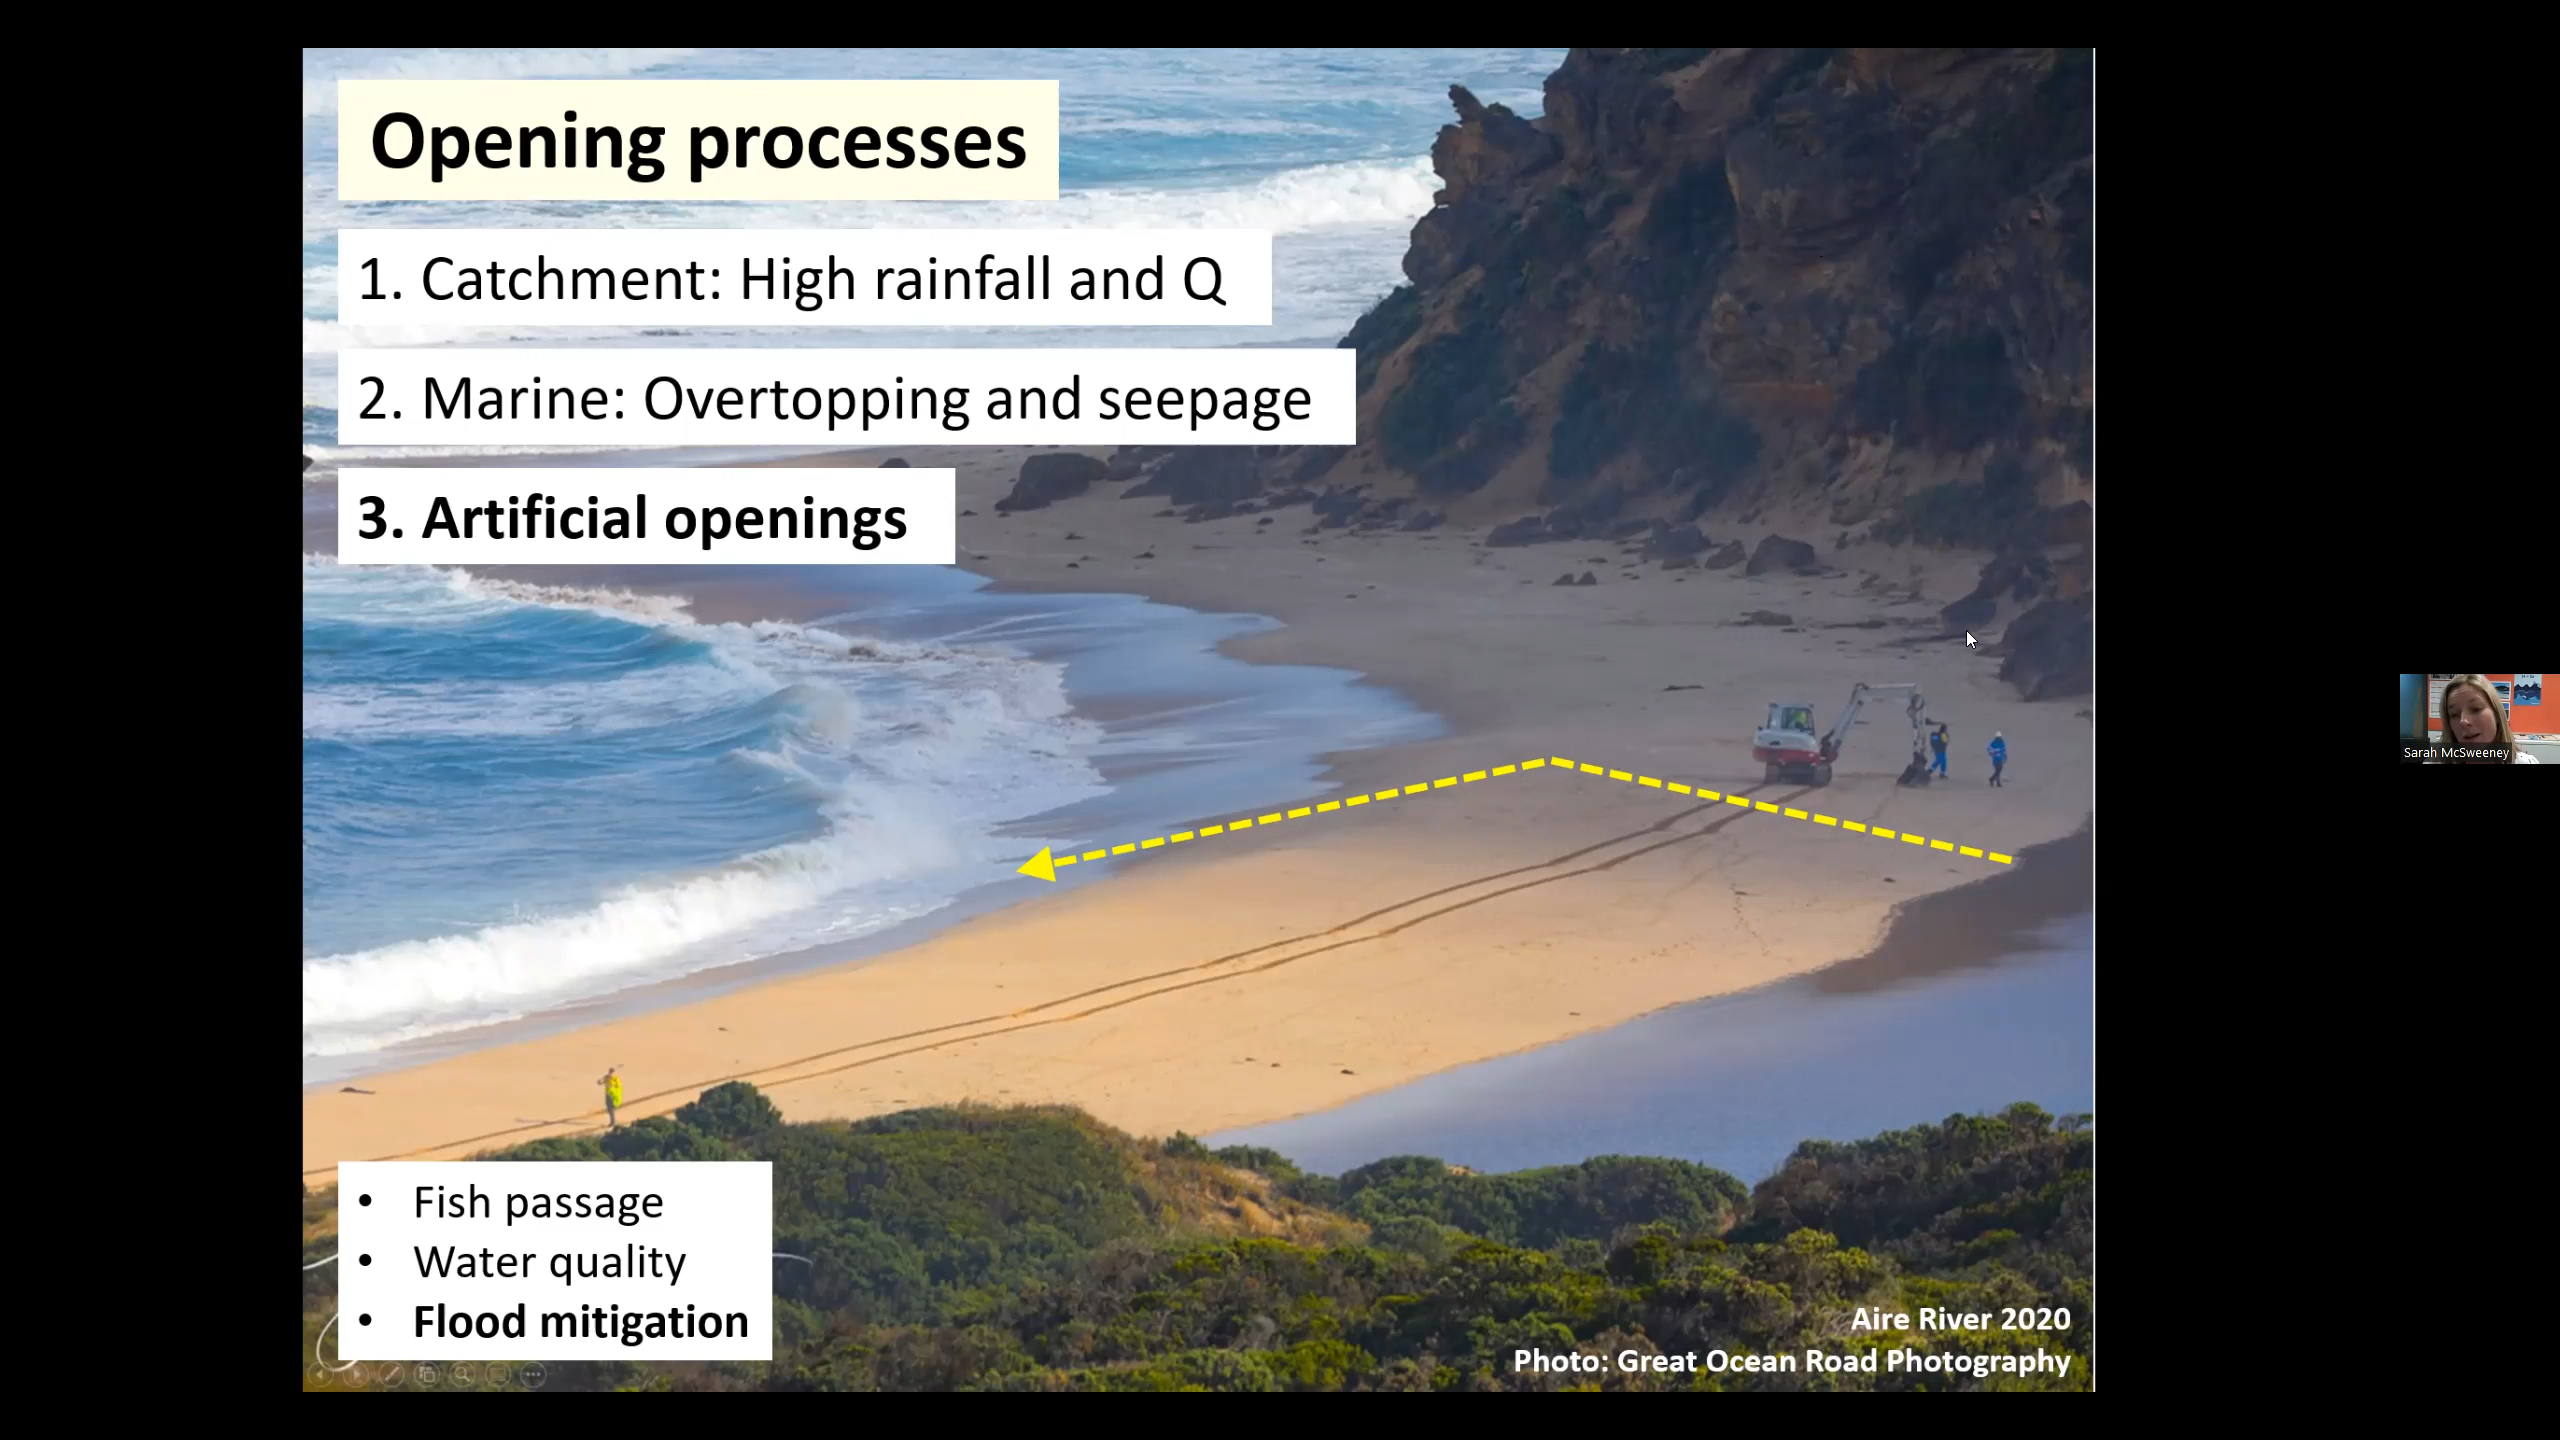 Opening processes
1. Catchment: High rainfall and Q
2. Marine: Overtopping and seepage
3. Artificial openings
Sarah McSweeney
• Fish passage
• Water quality
• Flood mitigation
Aire River 2020
Photo: Great Ocean Road Photography